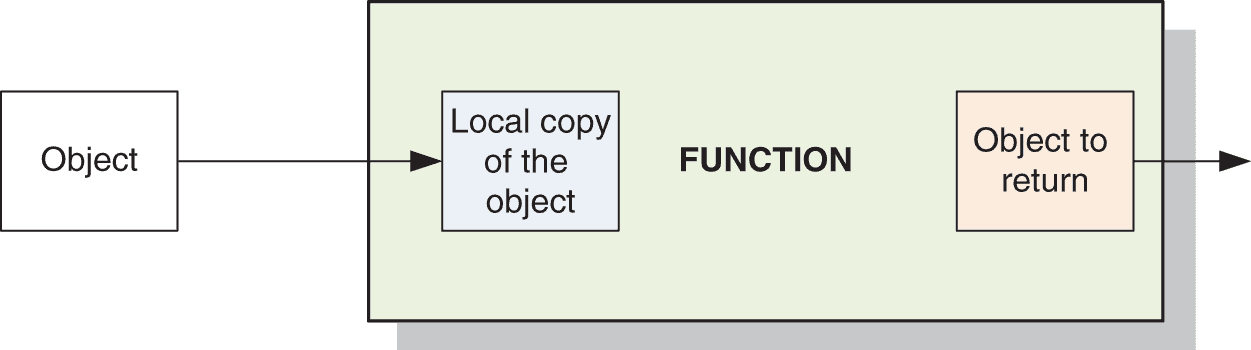 Object
Local copy
of the
object
FUNCTION
Object to
return